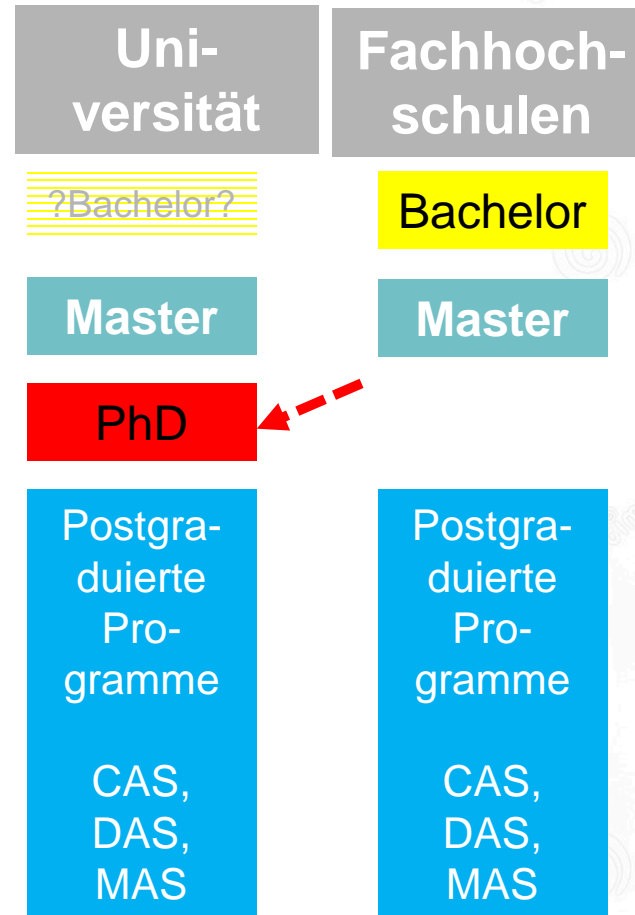 Uni-
versität
?Bachelor?
Master
PhD
Postgra-
duierte
Pro-
gramme
CAS,
DAS,
MAS
Fachhoch-
schulen
Bachelor
Master
Postgra-
duierte
Pro-
gramme
CAS,
DAS,
MAS